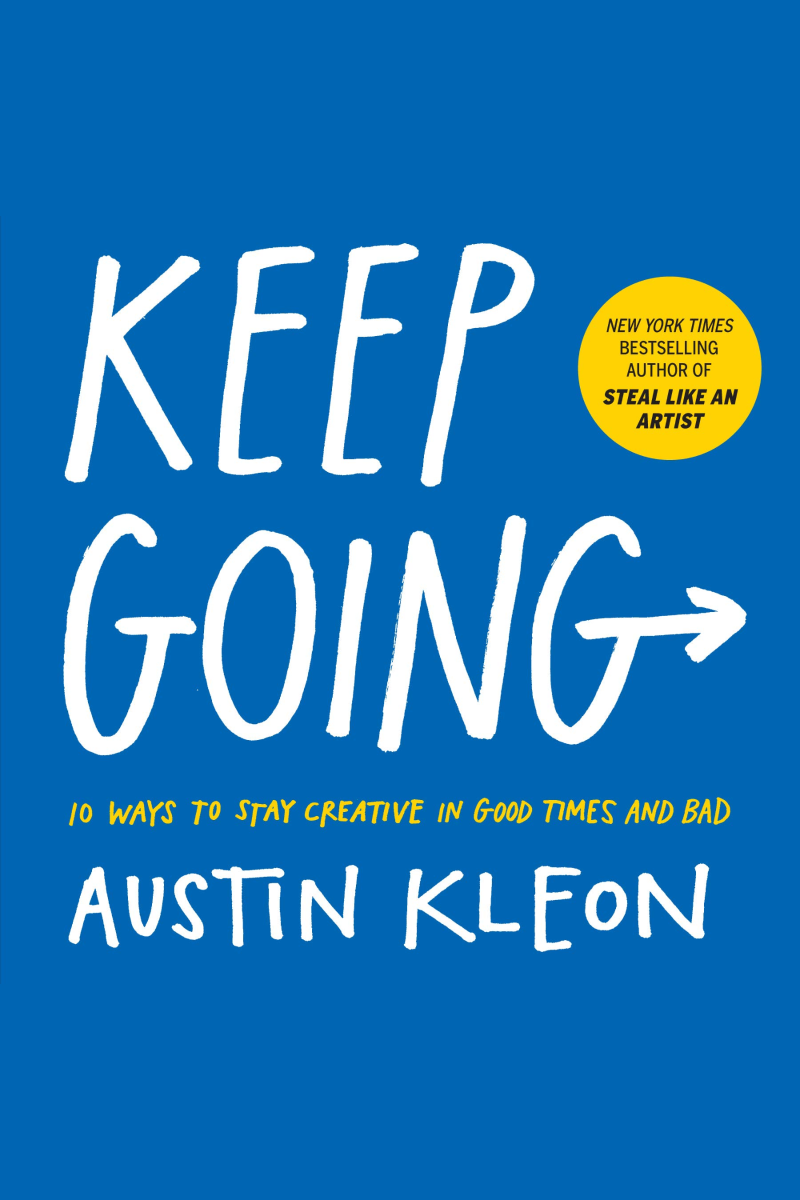 KEEP
NEW YORK TIMES
BESTSELLING
AUTHOR OF
STEAL LIKE AN
ARTIST
GOING
10 WAYS TO STAY CREATIVE IN GOOD TIMES AND BAD
AUSTIN KLEON